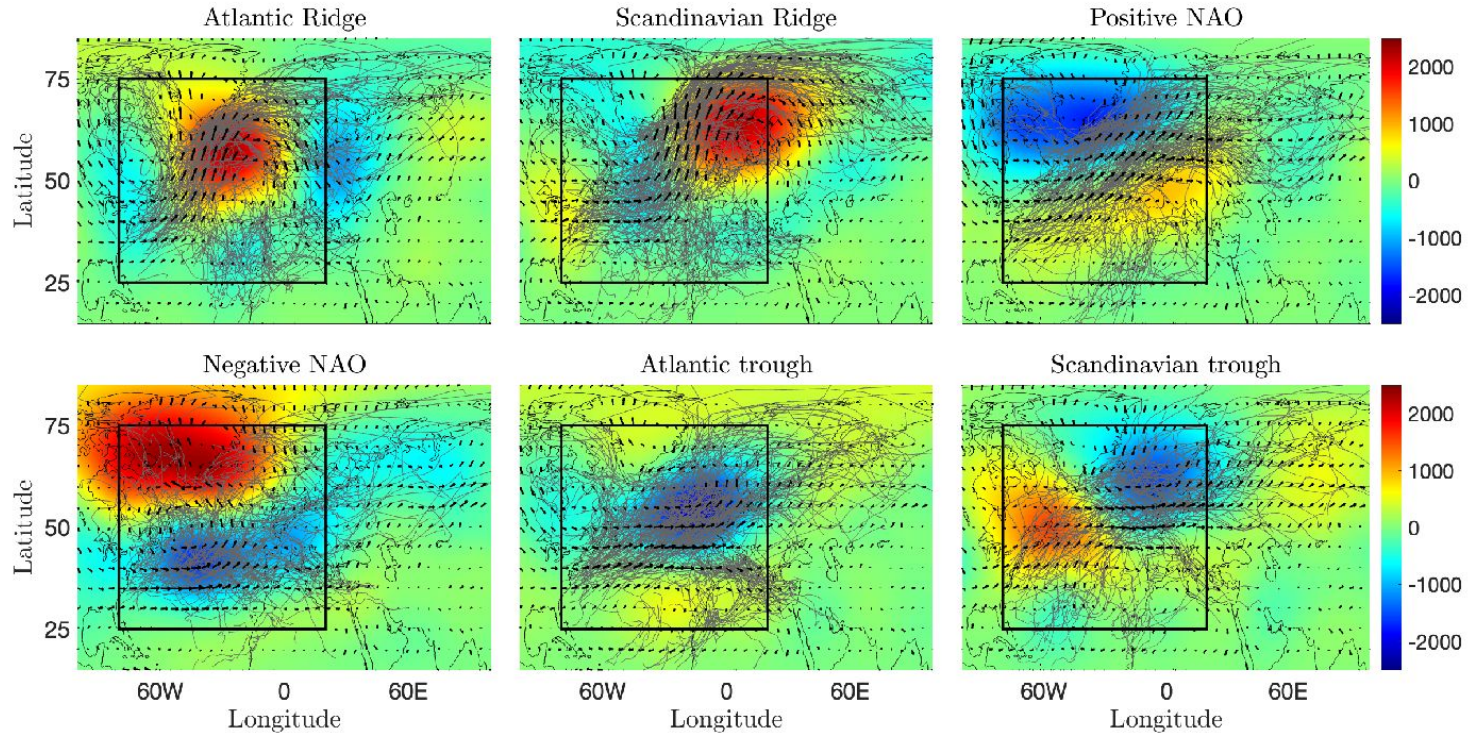 Atlantic Ridge
Scandinavian Ridge
Positive NAO
Latitude
75
50
25
2000
1000
0
-1000
-2000
Negative NAO
Atlantic trough
Scandinavian trough
Latitude
75
50
25
2000
1000
0
-1000
-2000
60W 0 60E
60W 0 60E
60W 0 60E
Longitude
Longitude
Longitude